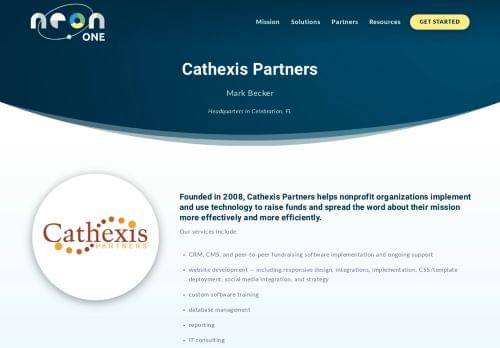 neon
ONE
Mission Solutions Partners Resources GET STARTED
Cathexis Partners
Mark Becker
Headquarters in Celebration, FL
Cathexis
PARTNERS
Founded in 2008, Cathexis Partners helps nonprofit organizations implement
and use technology to raise funds and spread the word about their mission
more effectively and more efficiently.
Our services include:
• CRM, CMS, and peer-to-peer fundraising software implementation and ongoing support
• website development — including responsive design, integrations, implementation, CSS/template
deployment, social media integration, and strategy
• custom software training
• database management
• reporting
• IT consulting